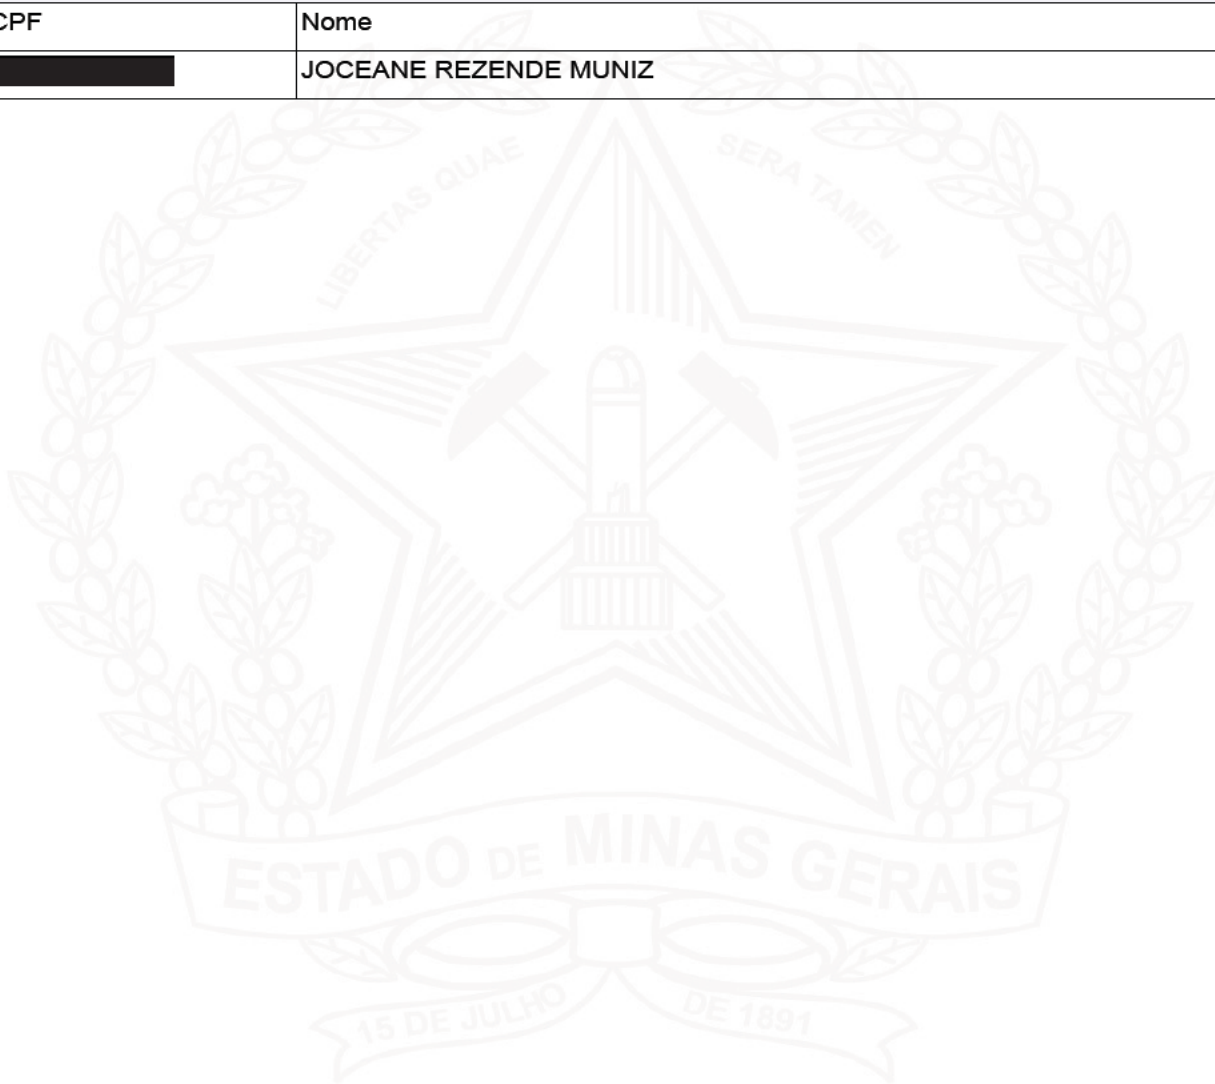 CPF Nome
JOCEANE REZENDE MUNIZ
LIBERTAS QUAE SERA TAMEN
ESTADO DE MINAS GERAIS
15 DE JULHO DE 1891